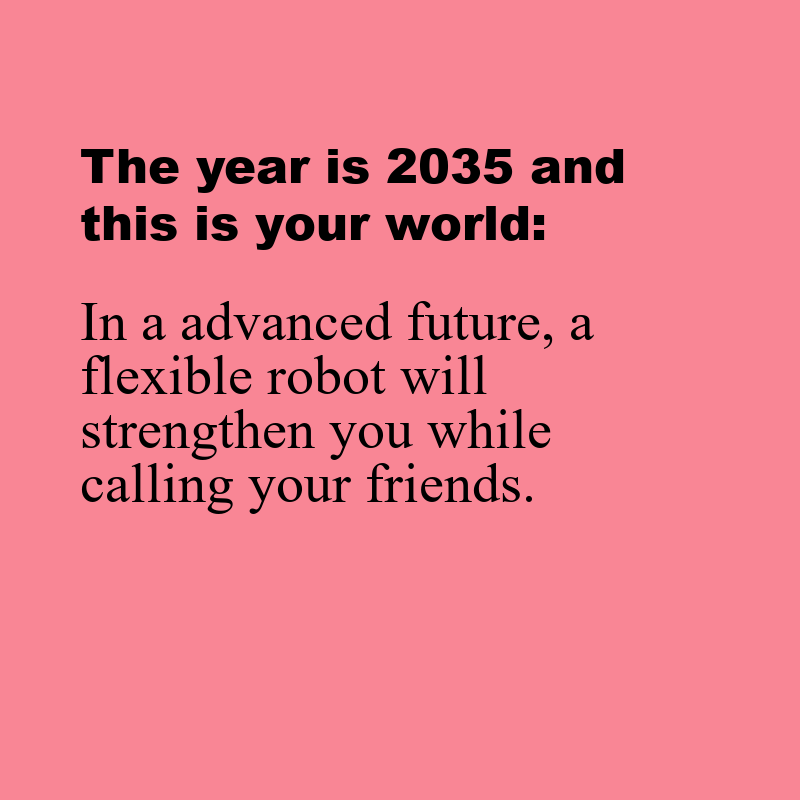 The year is 2035 and
this is your world:
In a advanced future, a
flexible robot will
strengthen you while
calling your friends.